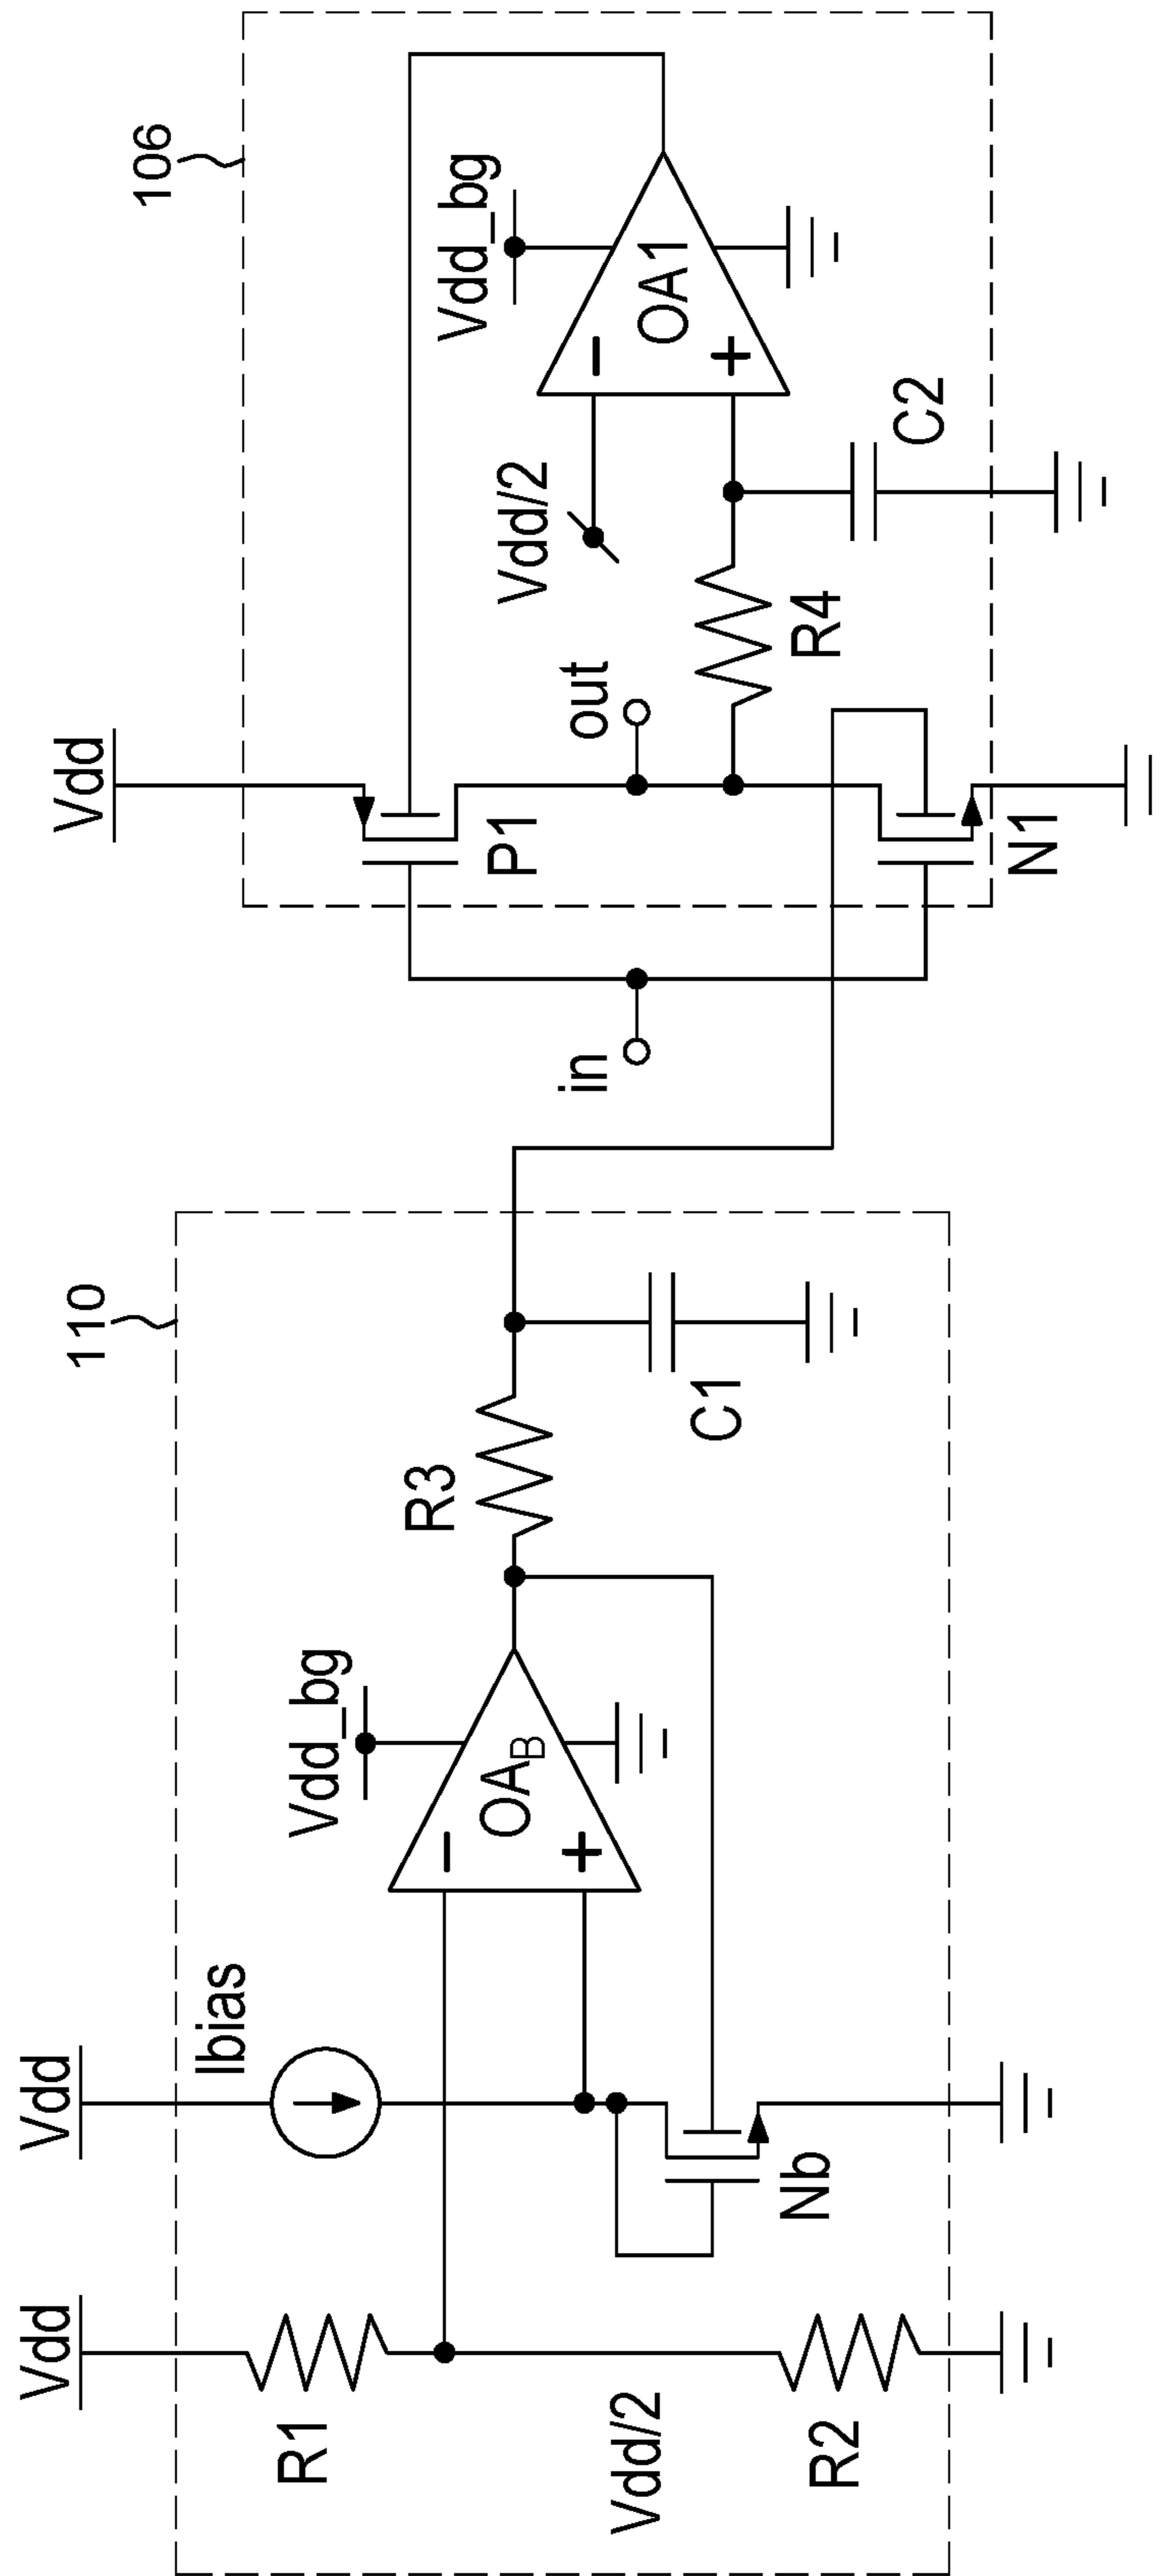 110
Vdd
Vdd
R1
Ibias
Vdd/2
R2
Nb
Vdd_bg
OAB
−
+
R3
C1
106
in
Vdd
P1
out
N1
R4
Vdd/2
C2
Vdd_bg
OA1
−
+